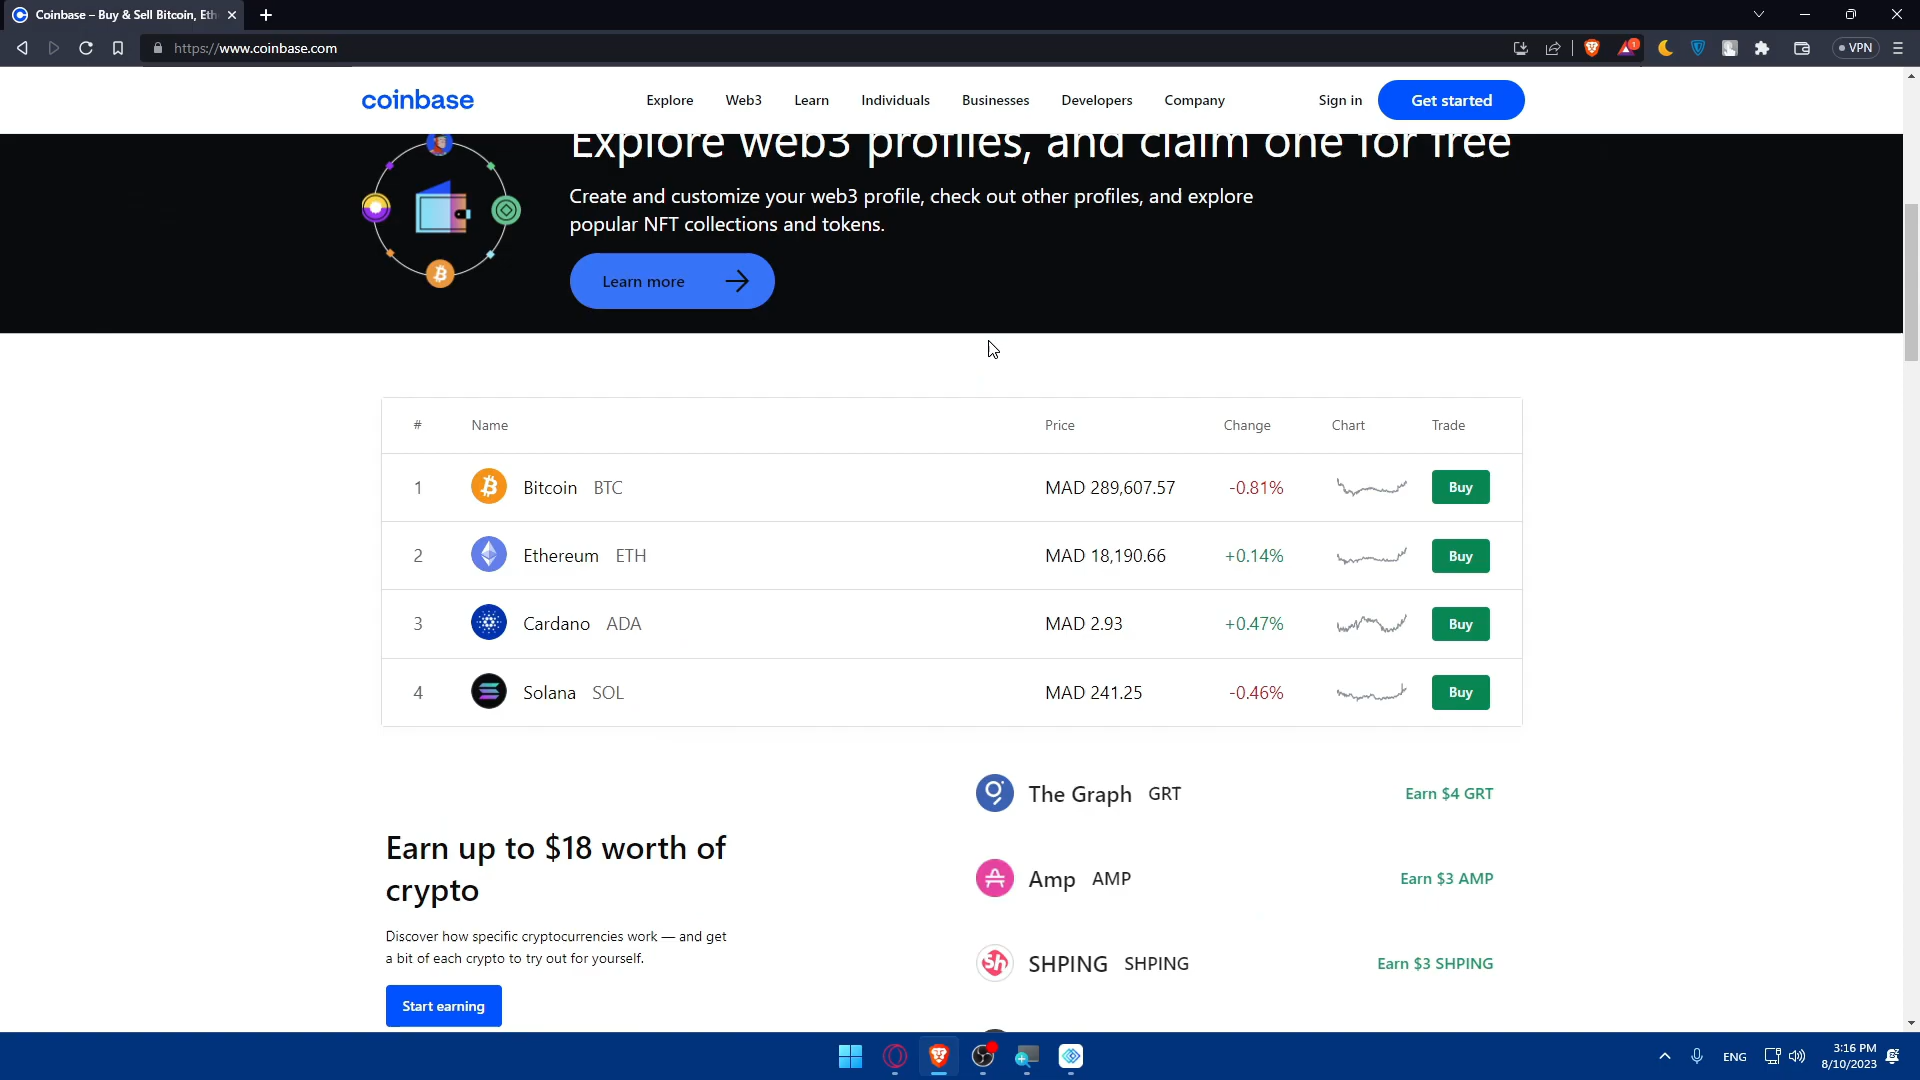 Coinbase – Buy & Sell Bitcoin, Eth
https://www.coinbase.com
1
VPN
coinbase
Explore
Web3
Learn
Individuals
Businesses
Developers
Company
Sign in
Get started
Explore web3 profiles, and claim one for free
Create and customize your web3 profile, check out other profiles, and explore
popular NFT collections and tokens.
Learn more
# Name Price Change Chart Trade
1 Bitcoin BTC MAD 289,607.57 -0.81% Buy
2 Ethereum ETH MAD 18,190.66 +0.14% Buy
3 Cardano ADA MAD 2.93 +0.47% Buy
4 Solana SOL MAD 241.25 -0.46% Buy
Earn up to $18 worth of
crypto
Discover how specific cryptocurrencies work — and get
a bit of each crypto to try out for yourself.
Start earning
The Graph GRT Earn $4 GRT
Amp AMP Earn $3 AMP
SHPING SHPING Earn $3 SHPING
ENG
3:16 PM
8/10/2023